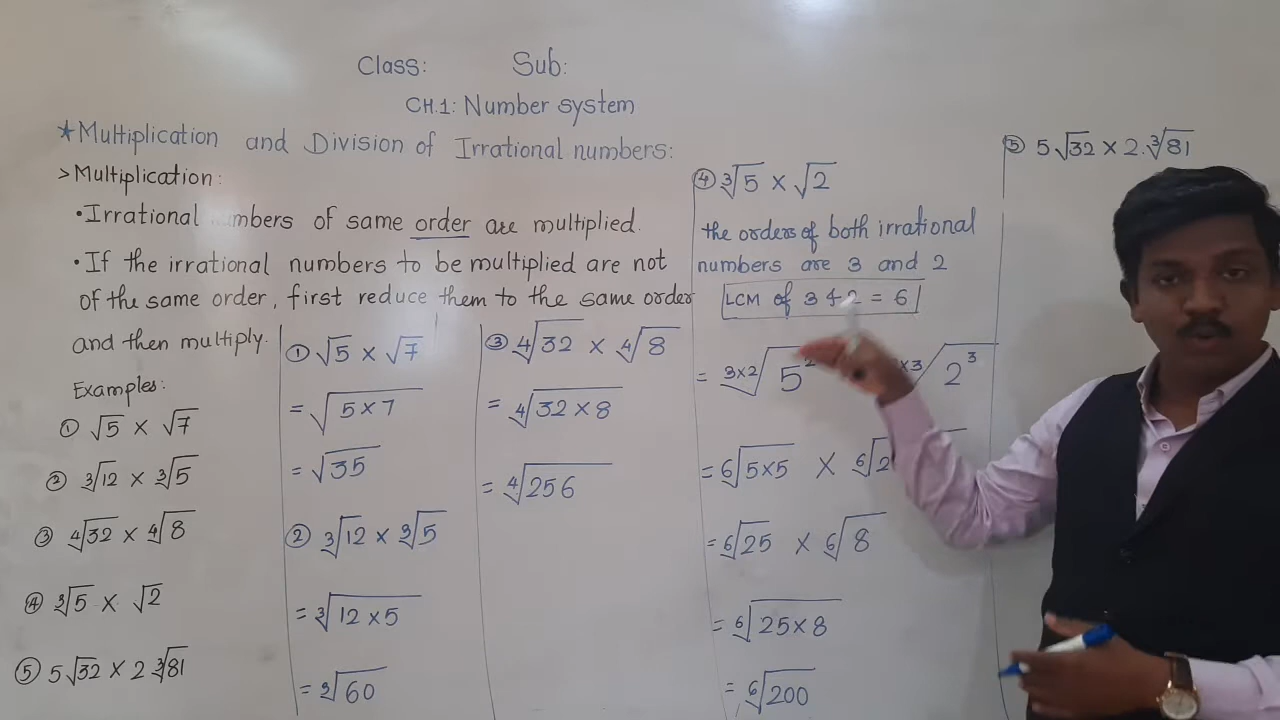 Class: Sub:
CH.1: Number system
★Multiplication and Division of Irrational numbers:
>Multiplication:
•Irrational numbers of same order are multiplied.
•If the irrational numbers to be multiplied are not
of the same order, first reduce them to the same order
and then multiply.
Examples:
① √5 × √7
② ∛12 × ∛5
③ ∜32 × ∜8
④ ∛5 × √2
⑤ 5√32 × 2 ∛81
① √5 × √7
= √5×7
= √35
② ∛12 × ∛5
= ∛12×5
= ∛60
③ ∜32 × ∜8
= ∜32×8
= ∜256
④ ∛5 × √2
the orders of both irrational
numbers are 3 and 2
LCM of 3 & 2 = 6
= ³ˣ²√5² ˣ³√2³
= ⁶√5×5 × ⁶√2
= ⁶√25 × ⁶√8
= ⁶√25×8
= ⁶√200
⑤ 5√32 × 2.∛81